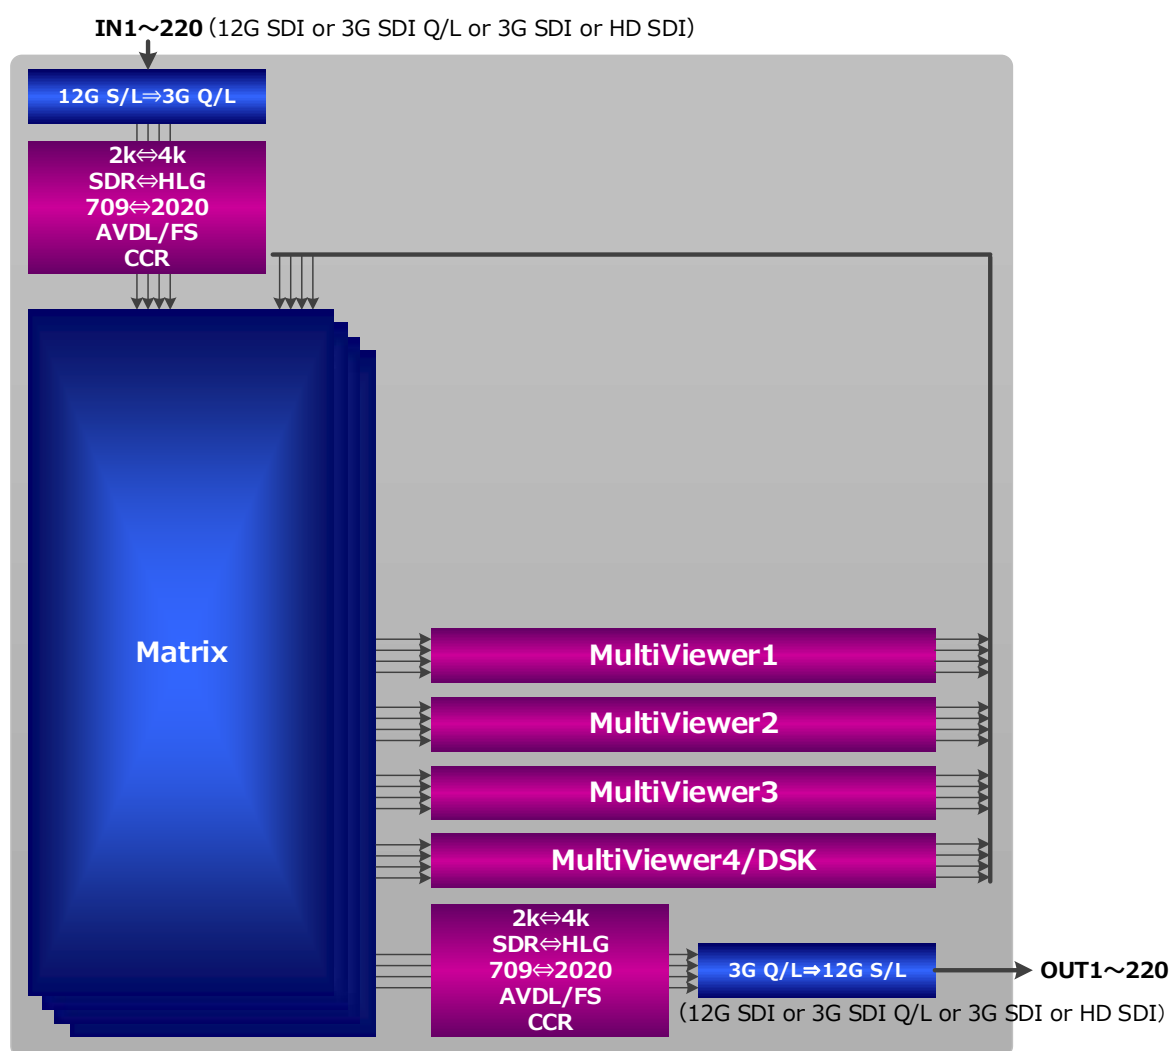 IN1～220（12G SDI or 3G SDI Q/L or 3G SDI or HD SDI）
12G S/L⇒3G Q/L
2k⇔4k
SDR⇔HLG
709⇔2020
AVDL/FS
CCR
Matrix
MultiViewer1
MultiViewer2
MultiViewer3
MultiViewer4/DSK
2k⇔4k
SDR⇔HLG
709⇔2020
AVDL/FS
CCR
3G Q/L⇒12G S/L
OUT1～220
（12G SDI or 3G SDI Q/L or 3G SDI or HD SDI）